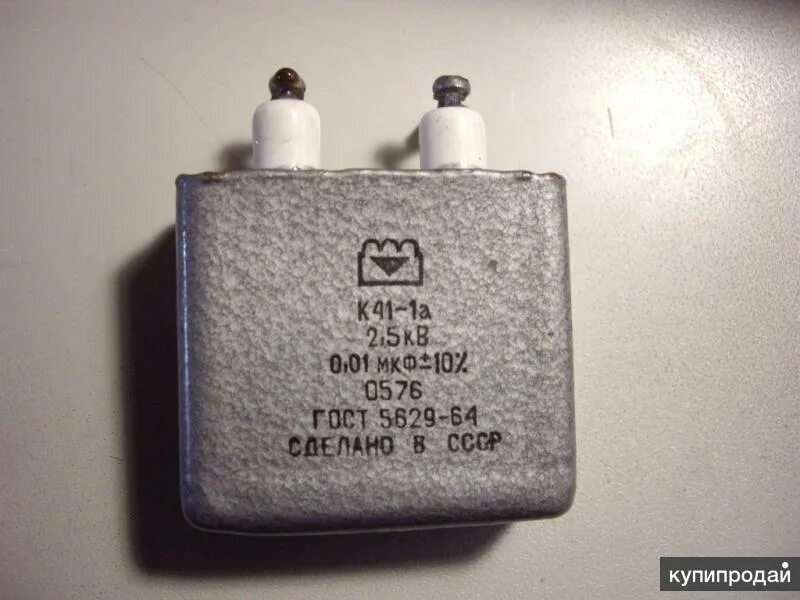 К41-1а
2,5кВ
0,01 мкФ±10%
0576
ГОСТ 5629-64
СДЕЛАНО В СССР
купипродай